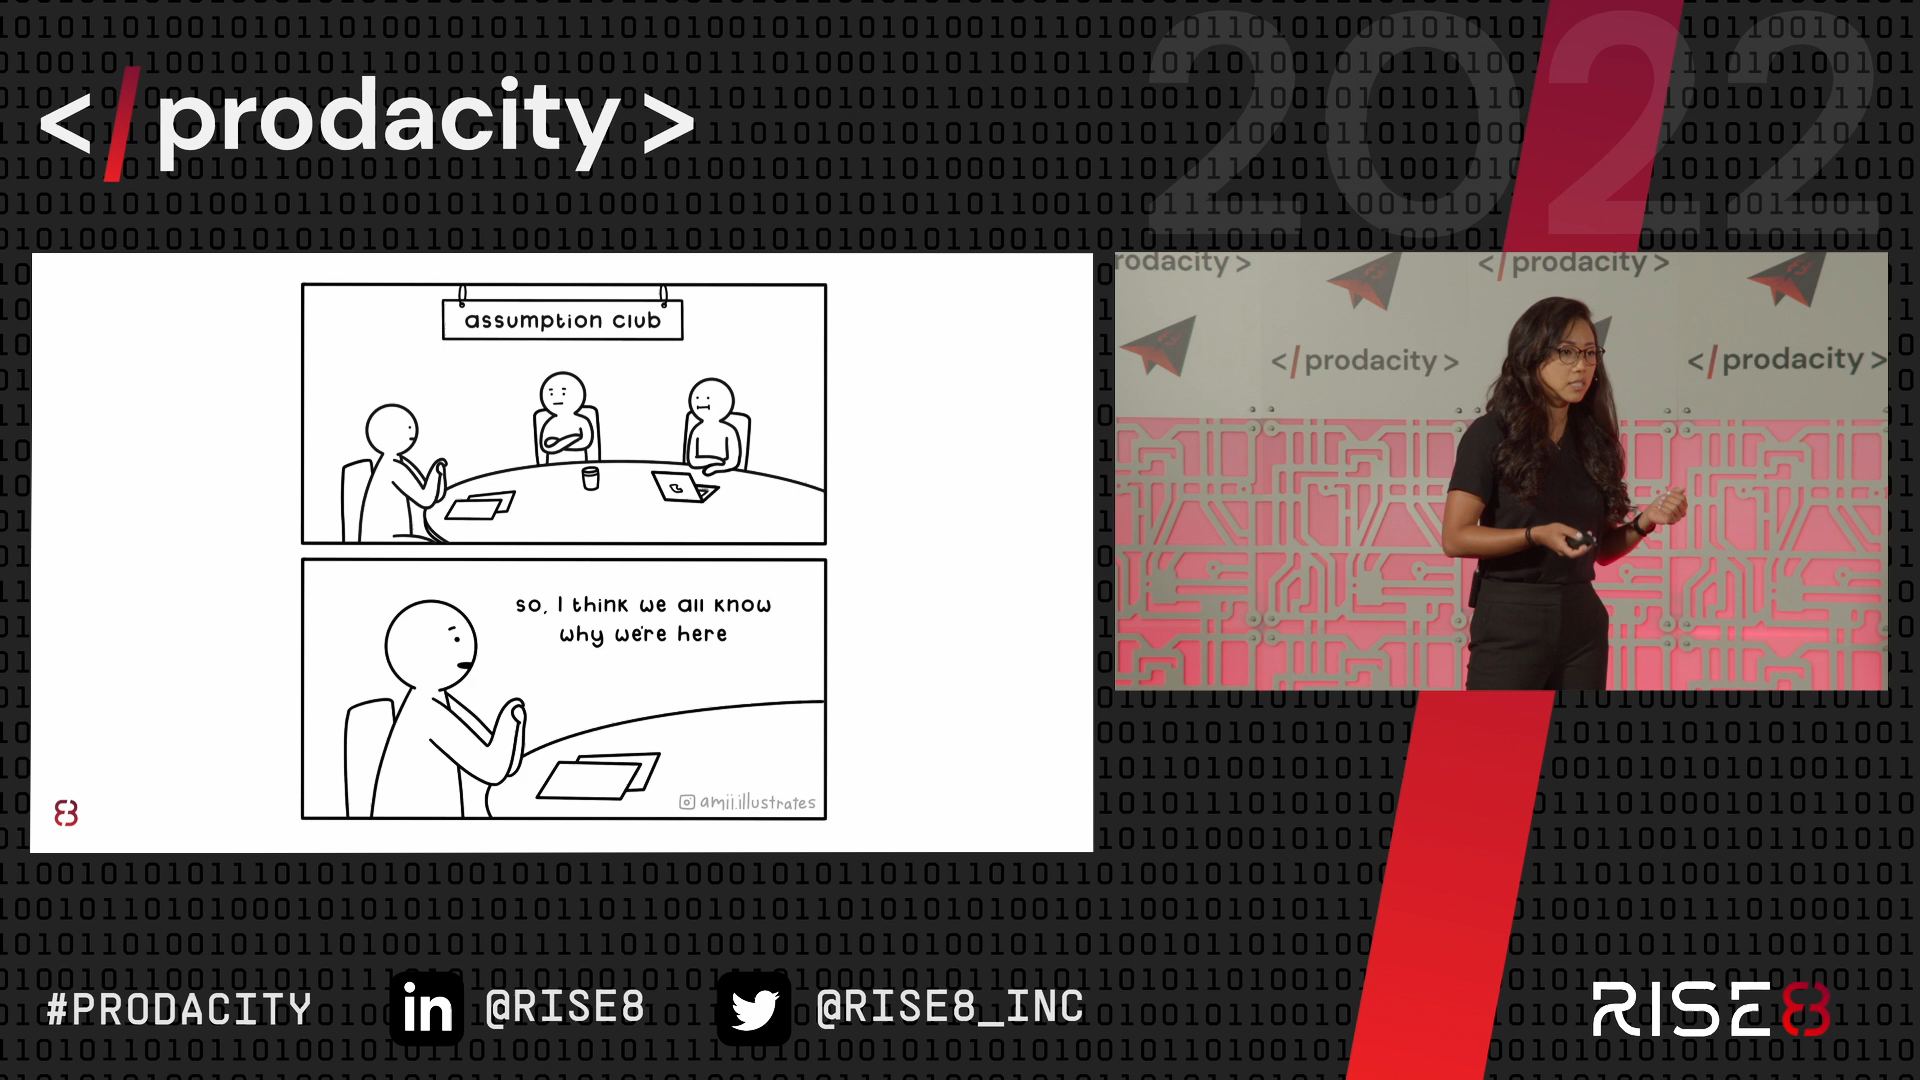 2022
</prodacity>
assumption club
so, I think we all know
why we're here
amii.illustrates
rodacity>
</prodacity>
</prodacity>
</prodacity>
#PRODACITY
in @RISE8
@RISE8_INC
RISE8